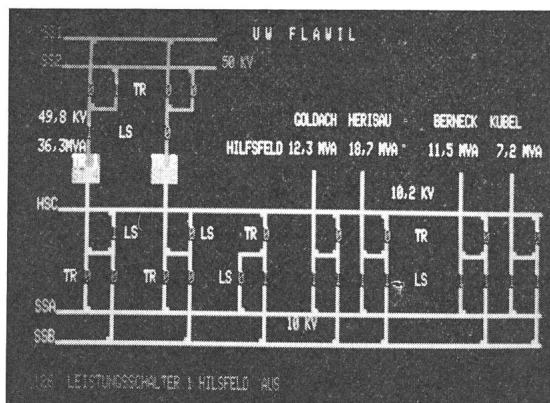 SS1 UW FLAWIL
SS2 50 KV
TR
49,8 KV
LS
36,3MVA
GOLDACH HERISAU BERNECK KUBEL
HILFSFELD 12,3 MVA 18,7 MVA 11,5 MVA 7,2 MVA
10,2 KV
HSC
LS LS TR TR
TR TR LS LS
SSA
10 KV
SSB
126 LEISTUNGSSCHALTER 1 HILSFELD AUS